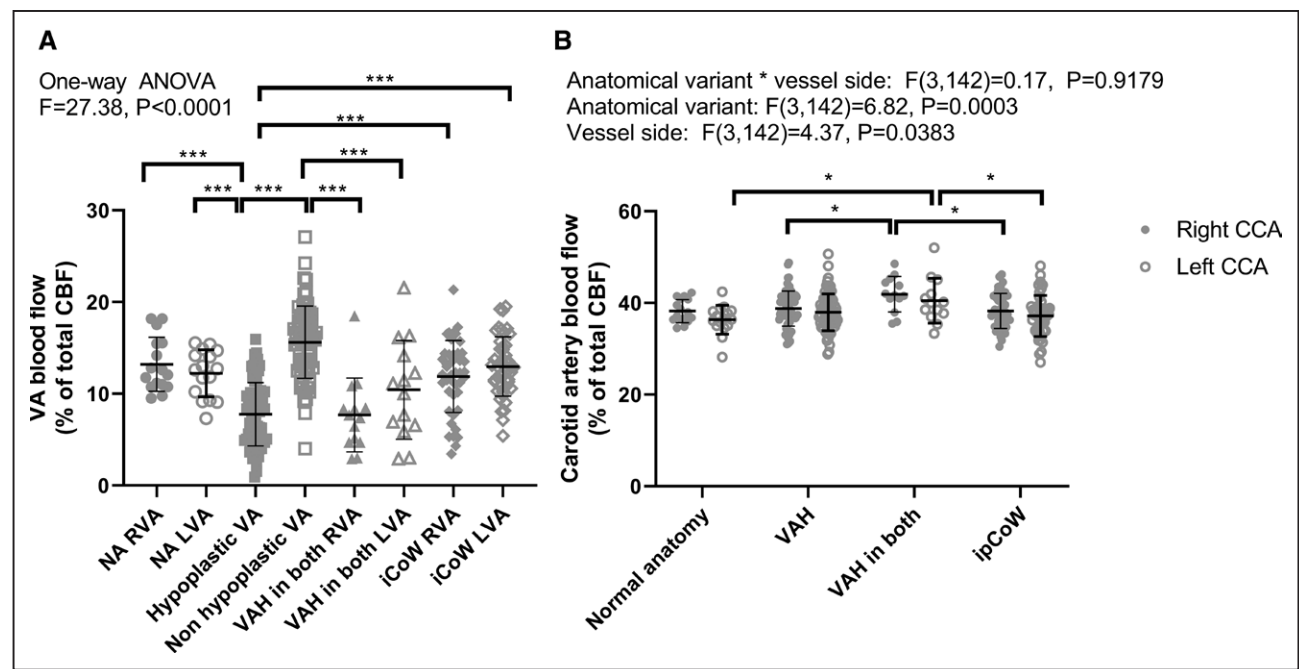 A
One-way ANOVA
F=27.38, P<0.0001
***
***
***
***
***
***
***
VA blood flow
(% of total CBF)
30
20
10
0
NA RVA
NA LVA
Hypoplastic VA
Non hypoplastic VA
VAH in both RVA
VAH in both LVA
iCoW RVA
iCoW LVA
B
Anatomical variant * vessel side: F(3,142)=0.17, P=0.9179
Anatomical variant: F(3,142)=6.82, P=0.0003
Vessel side: F(3,142)=4.37, P=0.0383
*
*
*
*
Carotid artery blood flow
(% of total CBF)
60
40
20
0
Normal anatomy
VAH
VAH in both
ipCoW
Right CCA
Left CCA